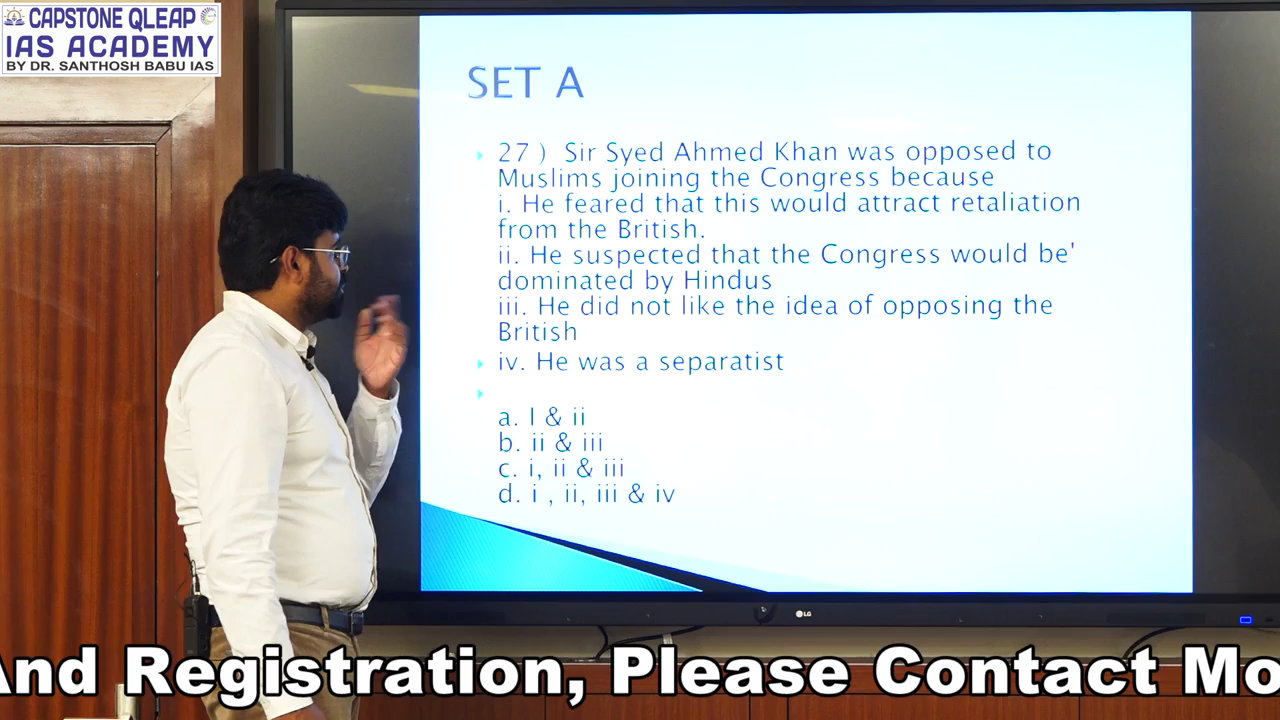 CAPSTONE QLEAP
IAS ACADEMY
BY DR. SANTHOSH BABU IAS
SET A
27 ) Sir Syed Ahmed Khan was opposed to
Muslims joining the Congress because
i. He feared that this would attract retaliation
from the British.
ii. He suspected that the Congress would be'
dominated by Hindus
iii. He did not like the idea of opposing the
British
iv. He was a separatist
a. I & ii
b. ii & iii
c. i, ii & iii
d. i , ii, iii & iv
LG
And Registration, Please Contact Mo